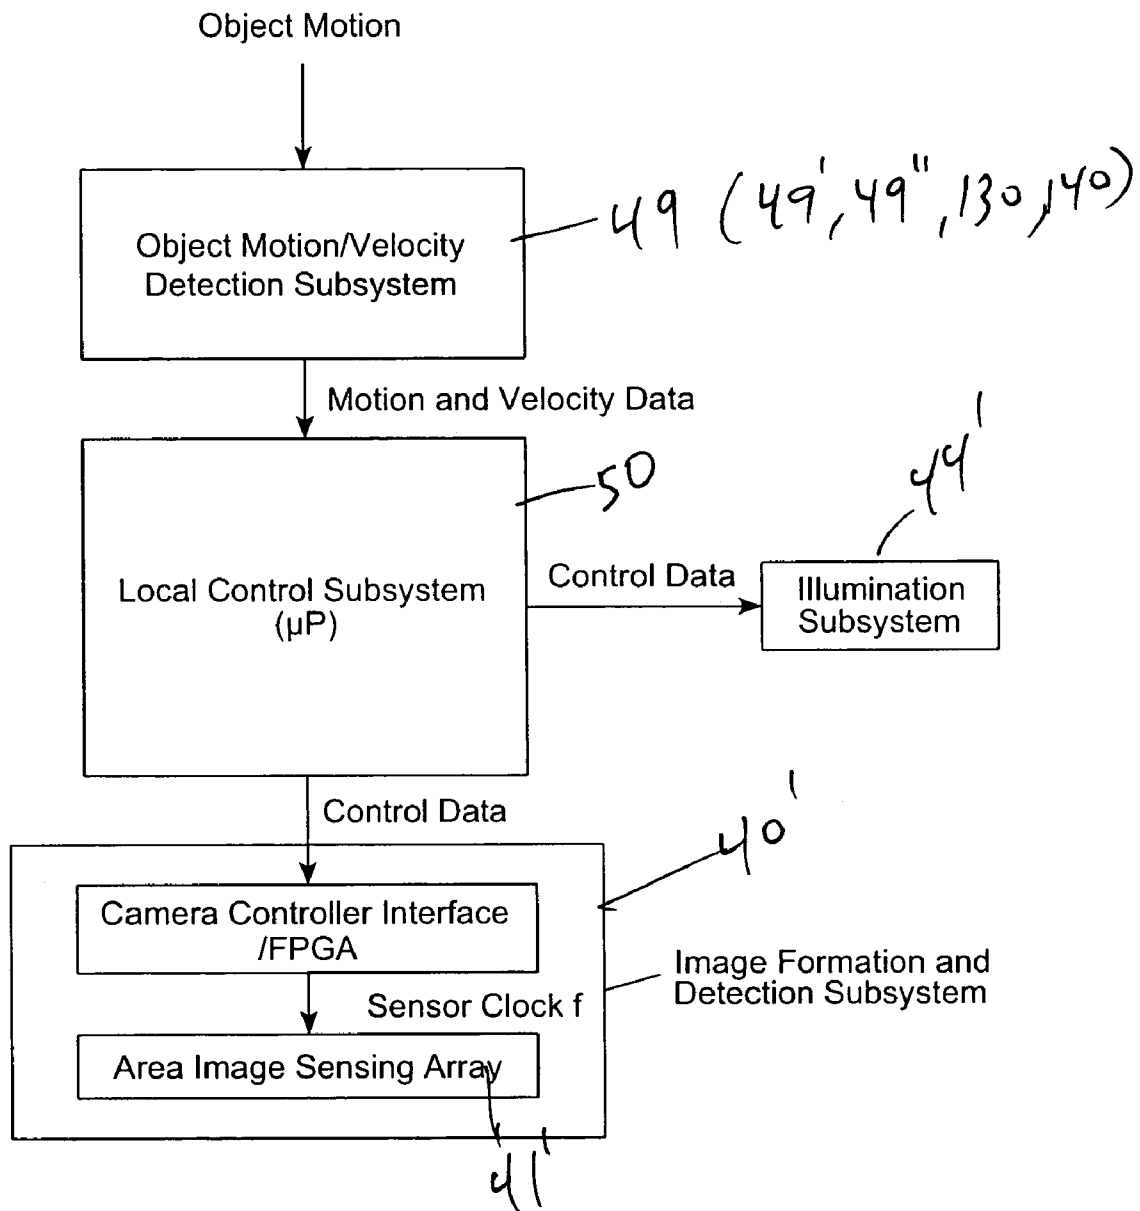 Object Motion
Object Motion/Velocity
Detection Subsystem
49 (49', 49'', 130, 140)
Motion and Velocity Data
50
44'
Local Control Subsystem
(µP)
Control Data
Illumination
Subsystem
Control Data
40'
Camera Controller Interface
/FPGA
Image Formation and
Detection Subsystem
Sensor Clock f
Area Image Sensing Array
41'